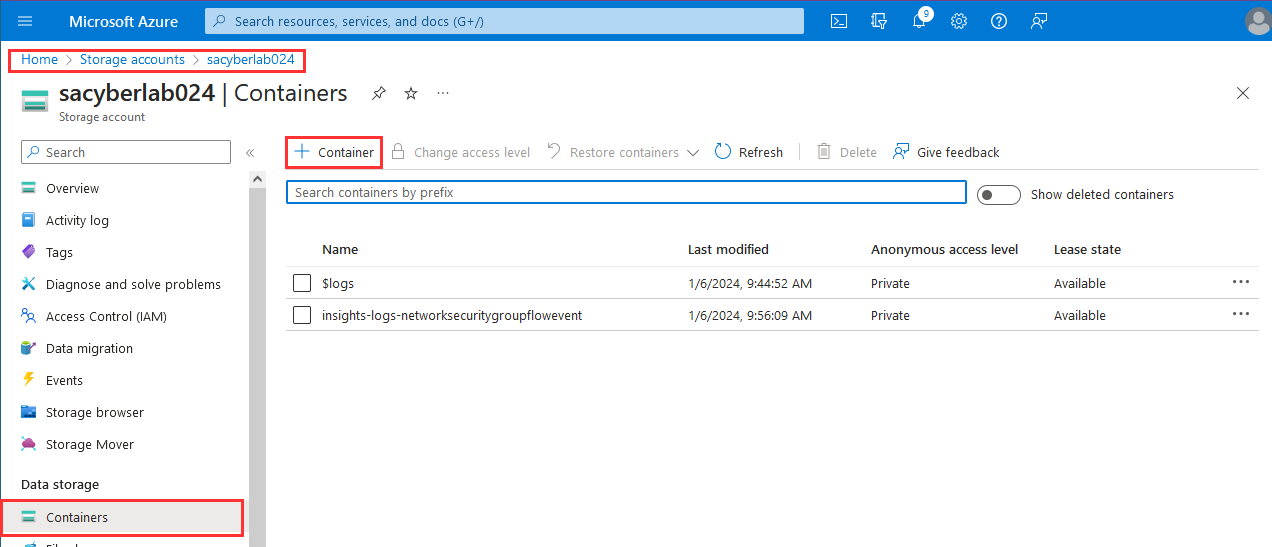 Microsoft Azure
Search resources, services, and docs (G+/)
9
Home > Storage accounts > sacyberlab024
sacyberlab024 | Containers
Storage account
Search
«
Container
Change access level
Restore containers
Refresh
Delete
Give feedback
Search containers by prefix
Show deleted containers
Overview
Activity log
Tags
Diagnose and solve problems
Access Control (IAM)
Data migration
Events
Storage browser
Storage Mover
Data storage
Containers
Name Last modified Anonymous access level Lease state
$logs 1/6/2024, 9:44:52 AM Private Available
insights-logs-networksecuritygroupflowevent 1/6/2024, 9:56:09 AM Private Available